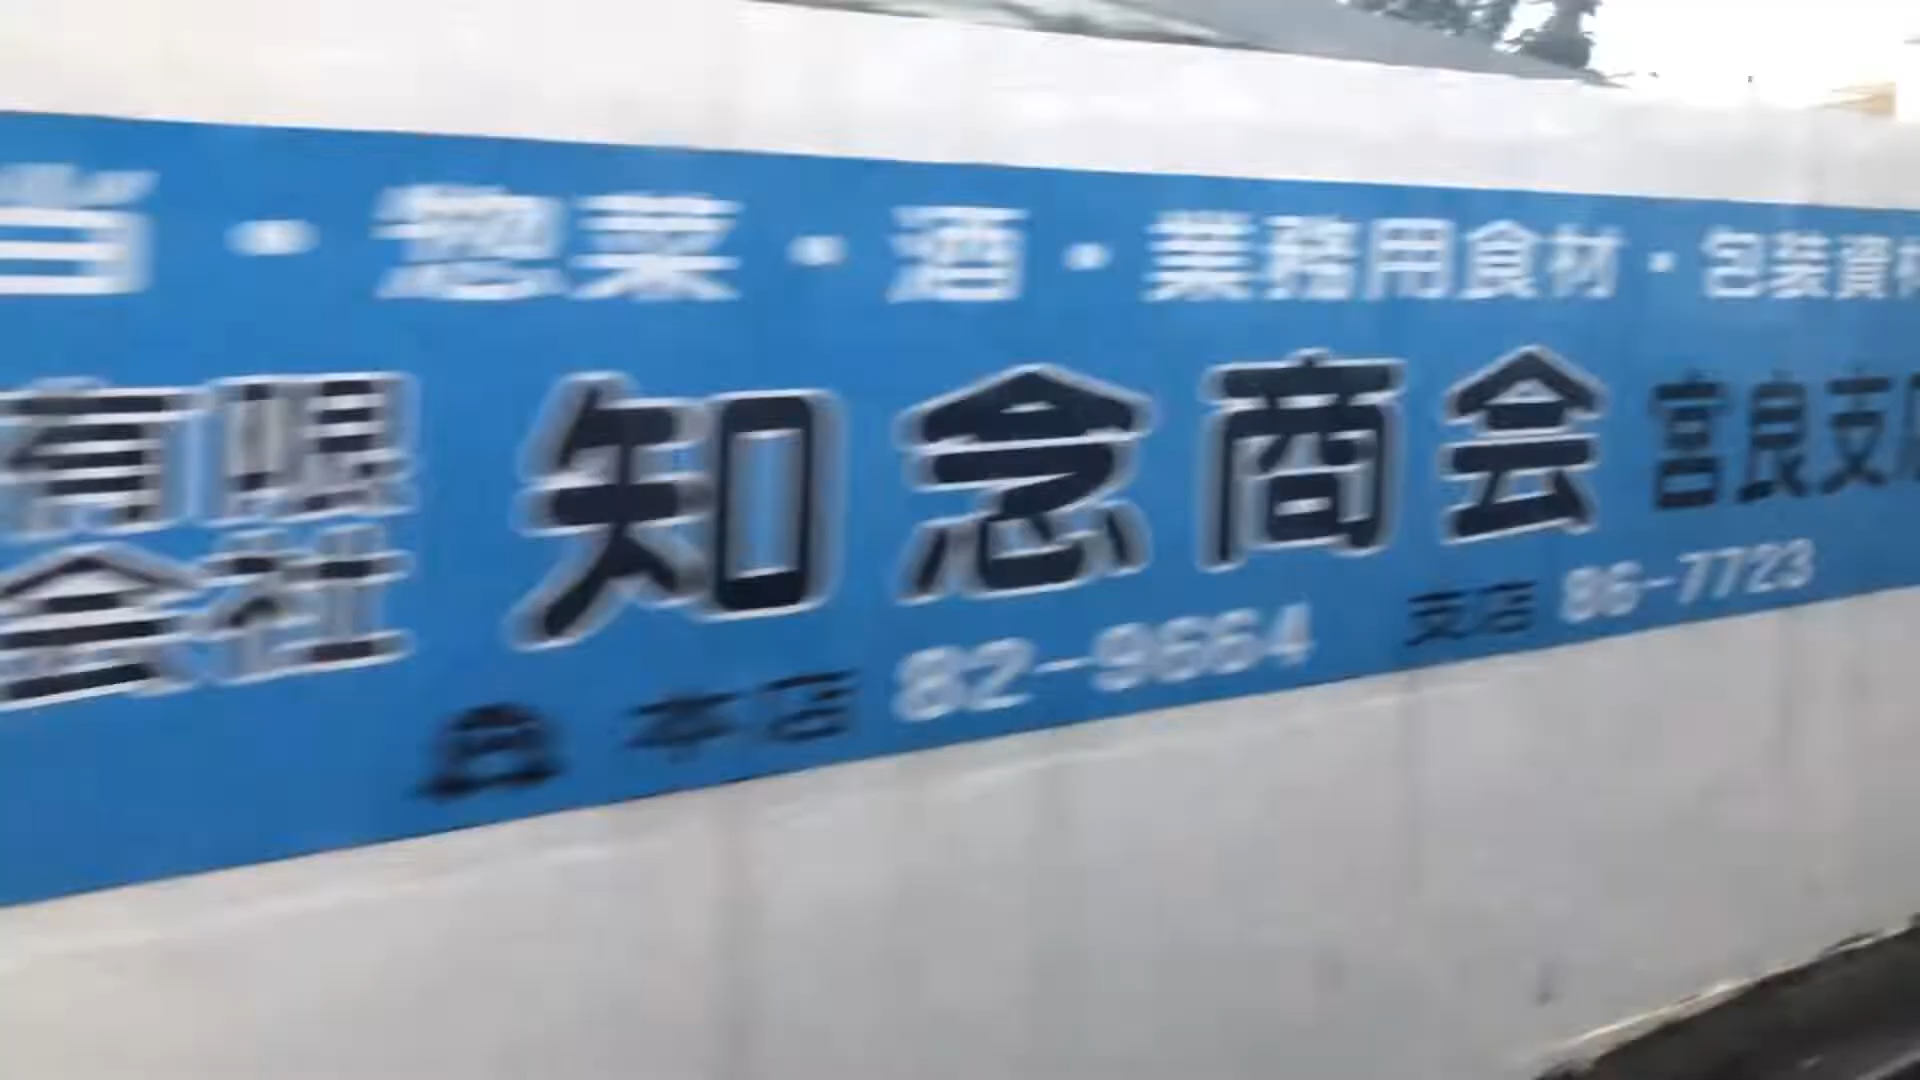 当・惣菜・酒・業務用食材・包装資材
有限会社 知念商会 宮良支店
本店 82-9664 支店 86-7723